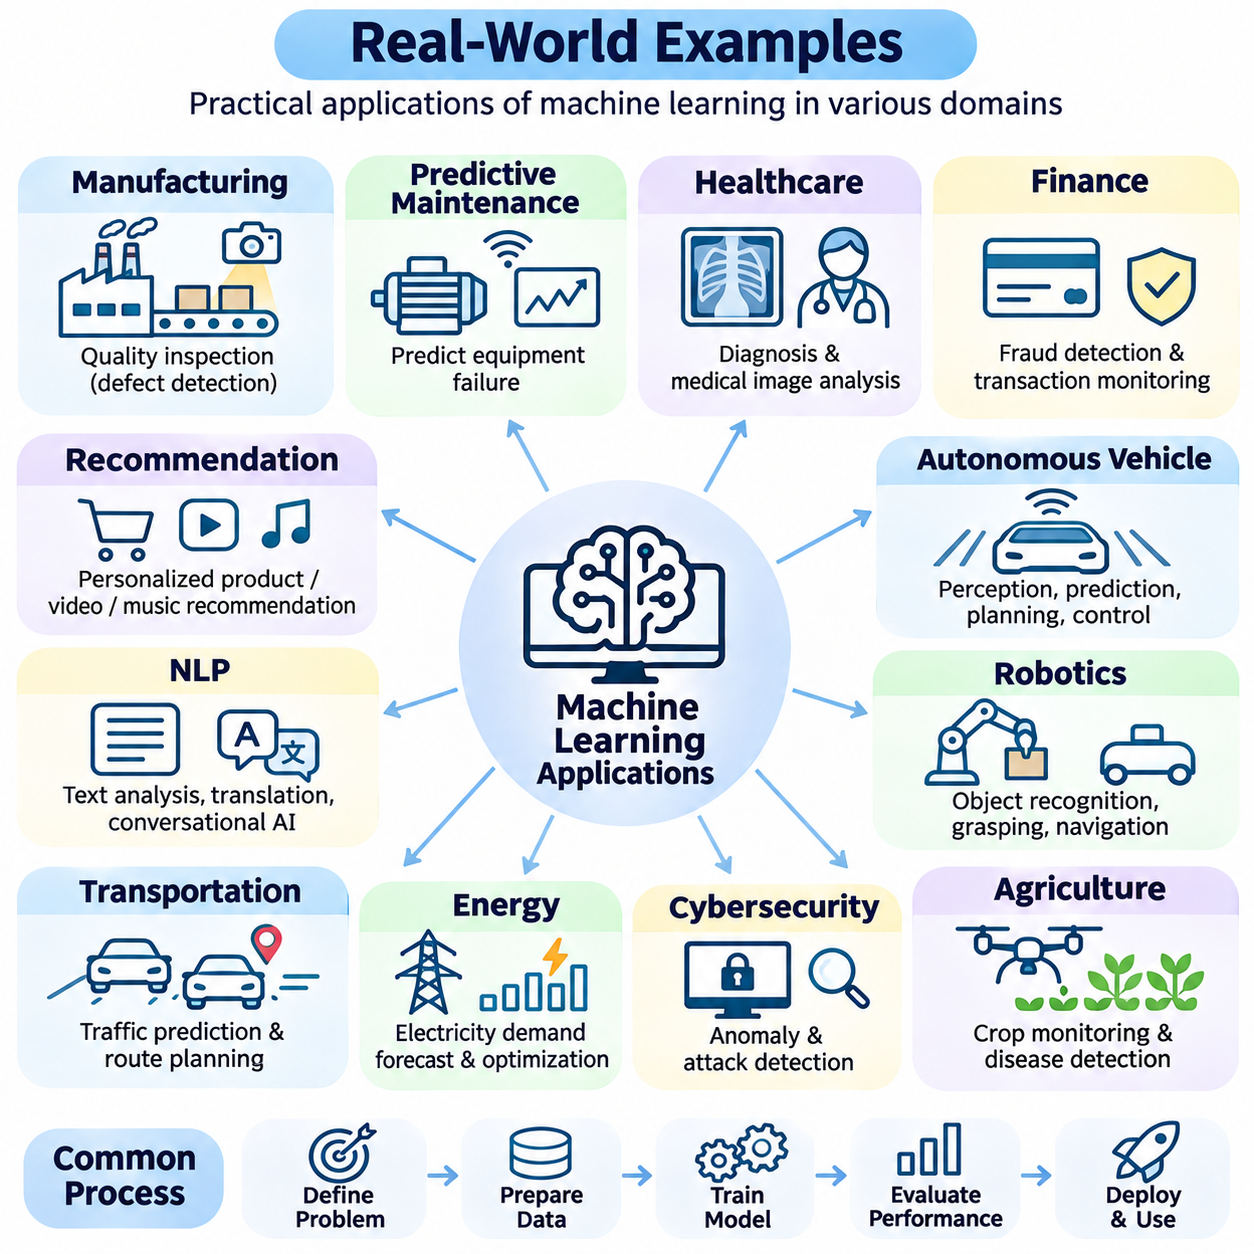 Real-World Examples
Practical applications of machine learning in various domains
Manufacturing
Quality inspection
(defect detection)
Predictive
Maintenance
Predict equipment
failure
Healthcare
Diagnosis &
medical image analysis
Finance
Fraud detection &
transaction monitoring
Recommendation
Personalized product /
video / music recommendation
Autonomous Vehicle
Perception, prediction,
planning, control
Machine
Learning
Applications
NLP
A
文
Text analysis, translation,
conversational AI
Robotics
Object recognition,
grasping, navigation
Transportation
Traffic prediction &
route planning
Energy
Electricity demand
forecast & optimization
Cybersecurity
Anomaly &
attack detection
Agriculture
Crop monitoring &
disease detection
Common
Process
Define
Problem
Prepare
Data
Train
Model
Evaluate
Performance
Deploy
& Use